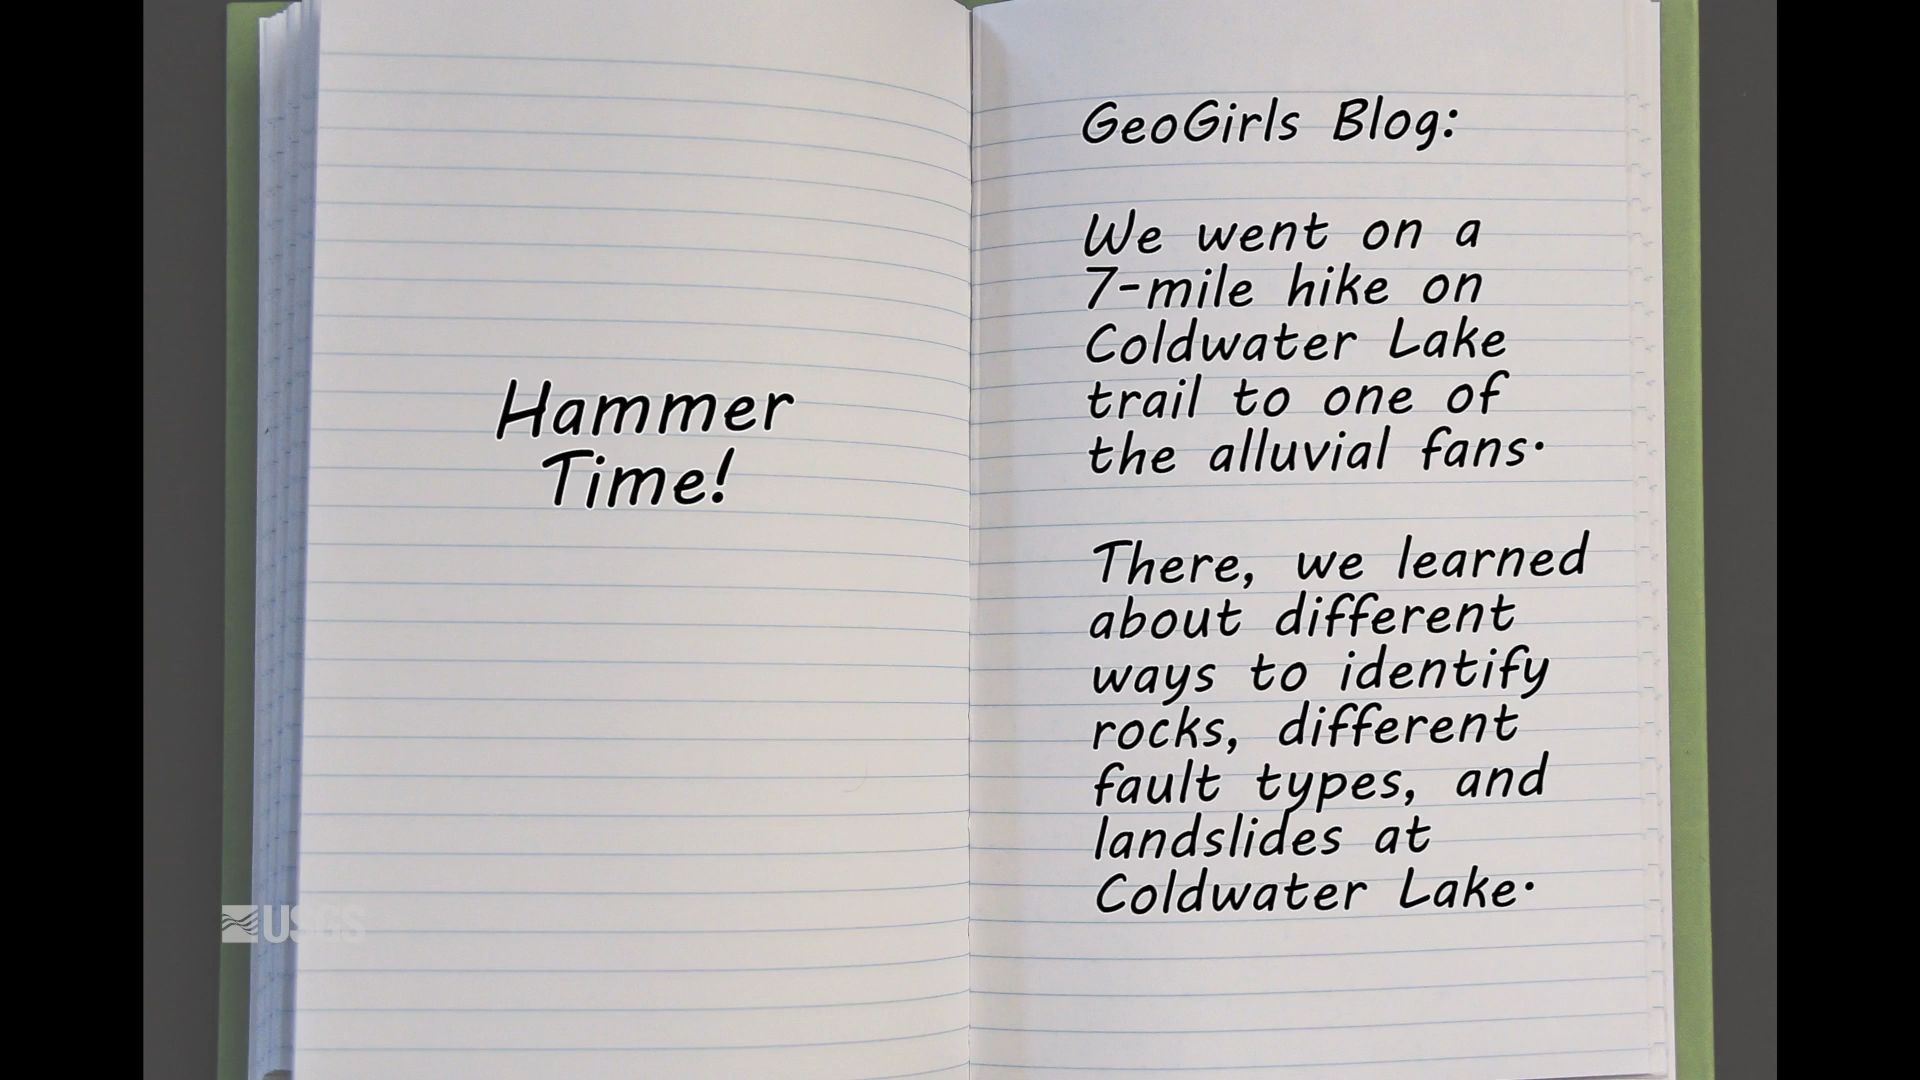 Hammer
Time!
GeoGirls Blog:
We went on a
7-mile hike on
Coldwater Lake
trail to one of
the alluvial fans.
There, we learned
about different
ways to identify
rocks, different
fault types, and
landslides at
Coldwater Lake.
USGS